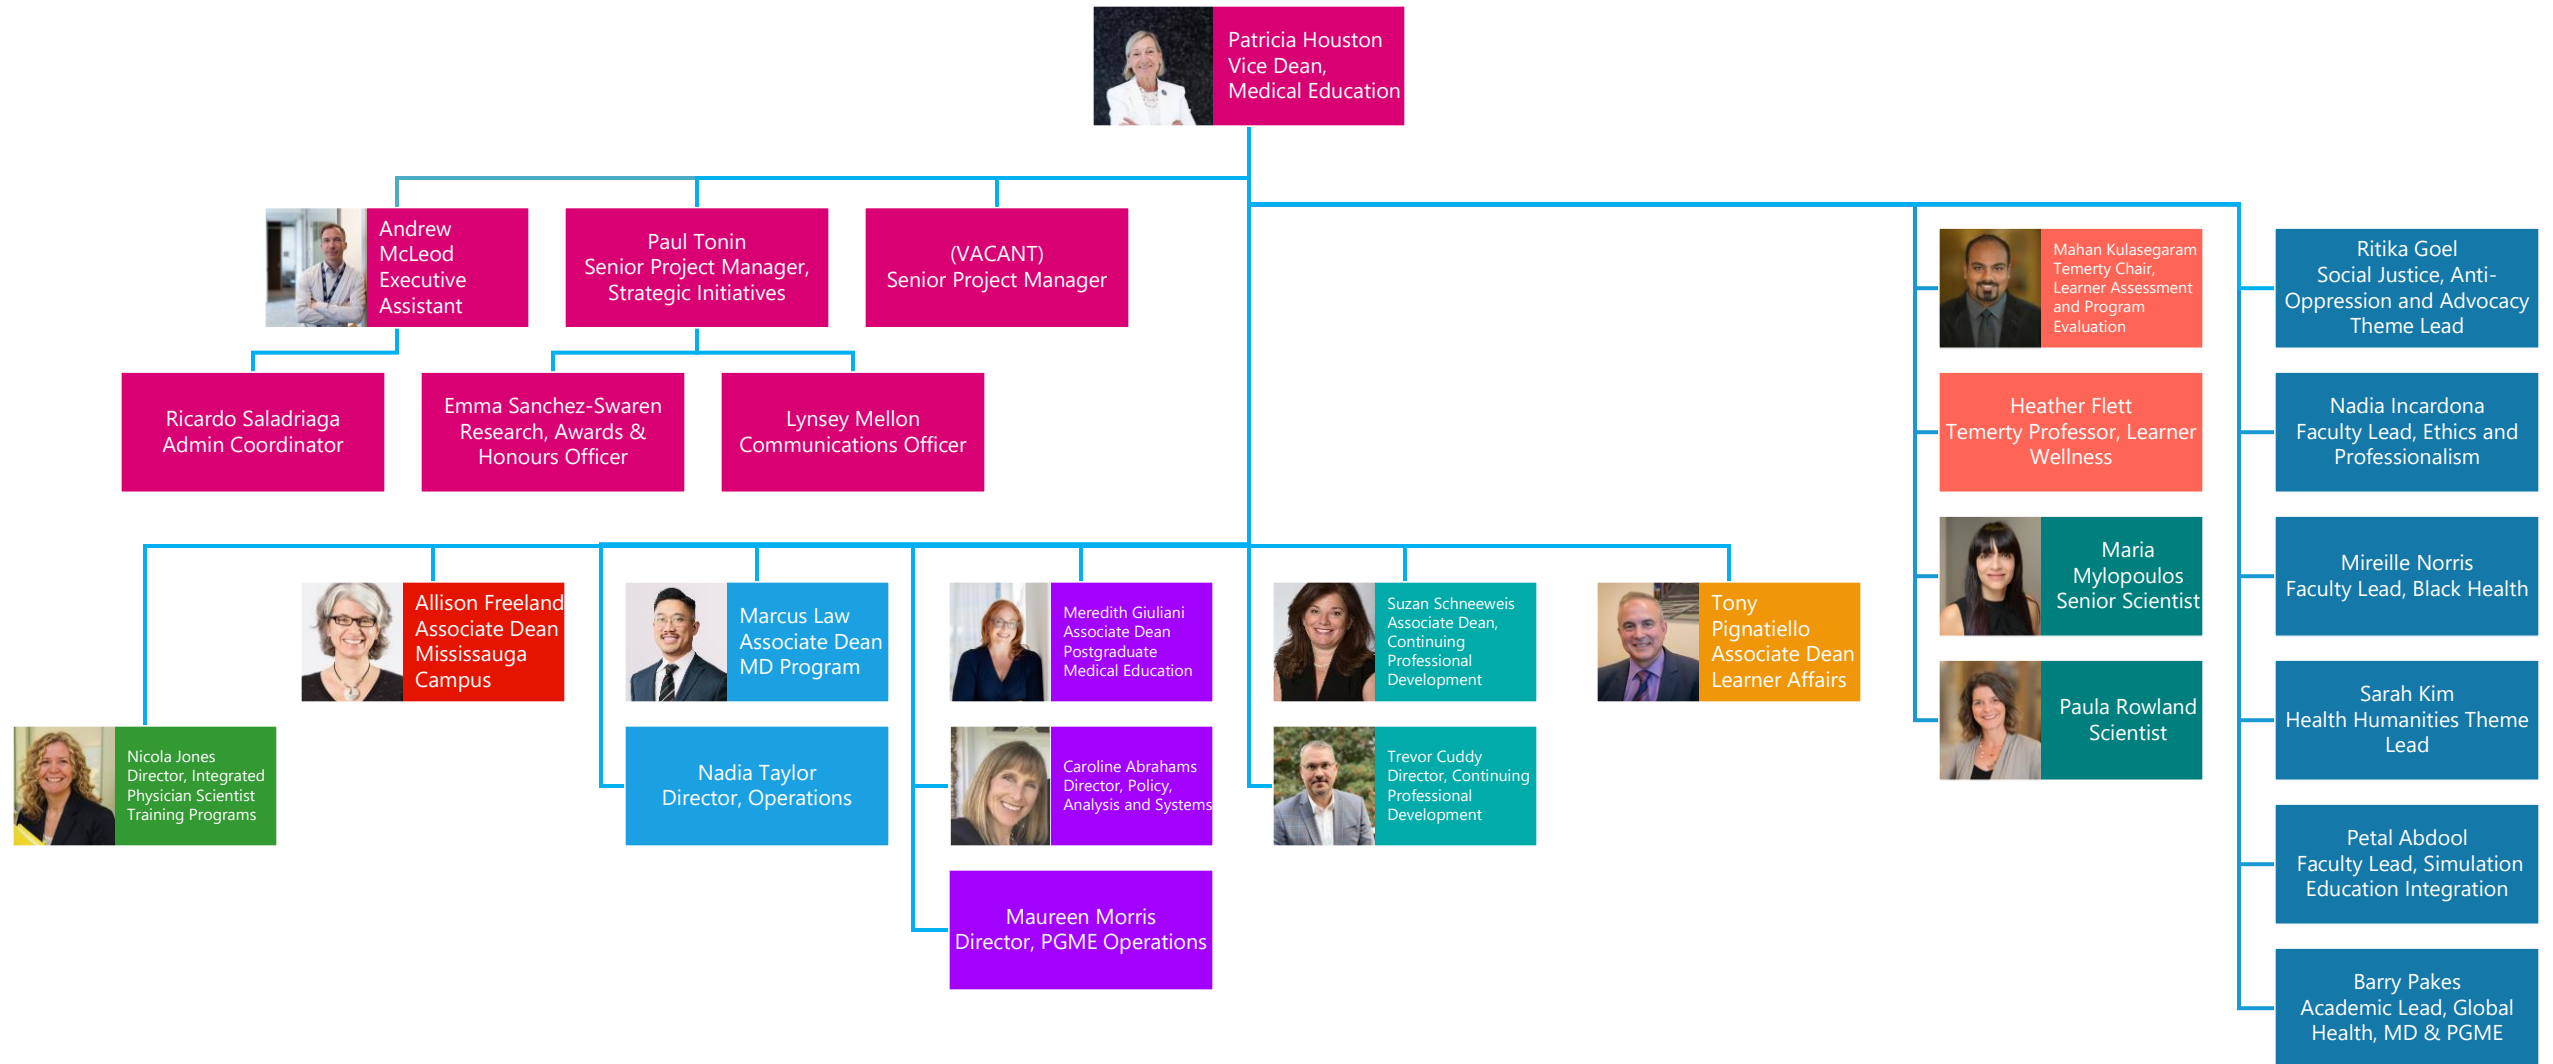 Patricia Houston
Vice Dean,
Medical Education
Andrew
McLeod
Executive
Assistant
Paul Tonin
Senior Project Manager,
Strategic Initiatives
(VACANT)
Senior Project Manager
Ricardo Saladriaga
Admin Coordinator
Emma Sanchez-Swaren
Research, Awards &
Honours Officer
Lynsey Mellon
Communications Officer
Mahan Kulasegaram
Temerty Chair,
Learner Assessment
and Program
Evaluation
Heather Flett
Temerty Professor, Learner
Wellness
Maria
Mylopoulos
Senior Scientist
Paula Rowland
Scientist
Ritika Goel
Social Justice, Anti-
Oppression and Advocacy
Theme Lead
Nadia Incardona
Faculty Lead, Ethics and
Professionalism
Mireille Norris
Faculty Lead, Black Health
Sarah Kim
Health Humanities Theme
Lead
Petal Abdool
Faculty Lead, Simulation
Education Integration
Barry Pakes
Academic Lead, Global
Health, MD & PGME
Allison Freeland
Associate Dean
Mississauga
Campus
Marcus Law
Associate Dean
MD Program
Meredith Giuliani
Associate Dean
Postgraduate
Medical Education
Suzan Schneeweis
Associate Dean,
Continuing
Professional
Development
Tony
Pignatiello
Associate Dean
Learner Affairs
Nicola Jones
Director, Integrated
Physician Scientist
Training Programs
Nadia Taylor
Director, Operations
Caroline Abrahams
Director, Policy,
Analysis and Systems
Trevor Cuddy
Director, Continuing
Professional
Development
Maureen Morris
Director, PGME Operations